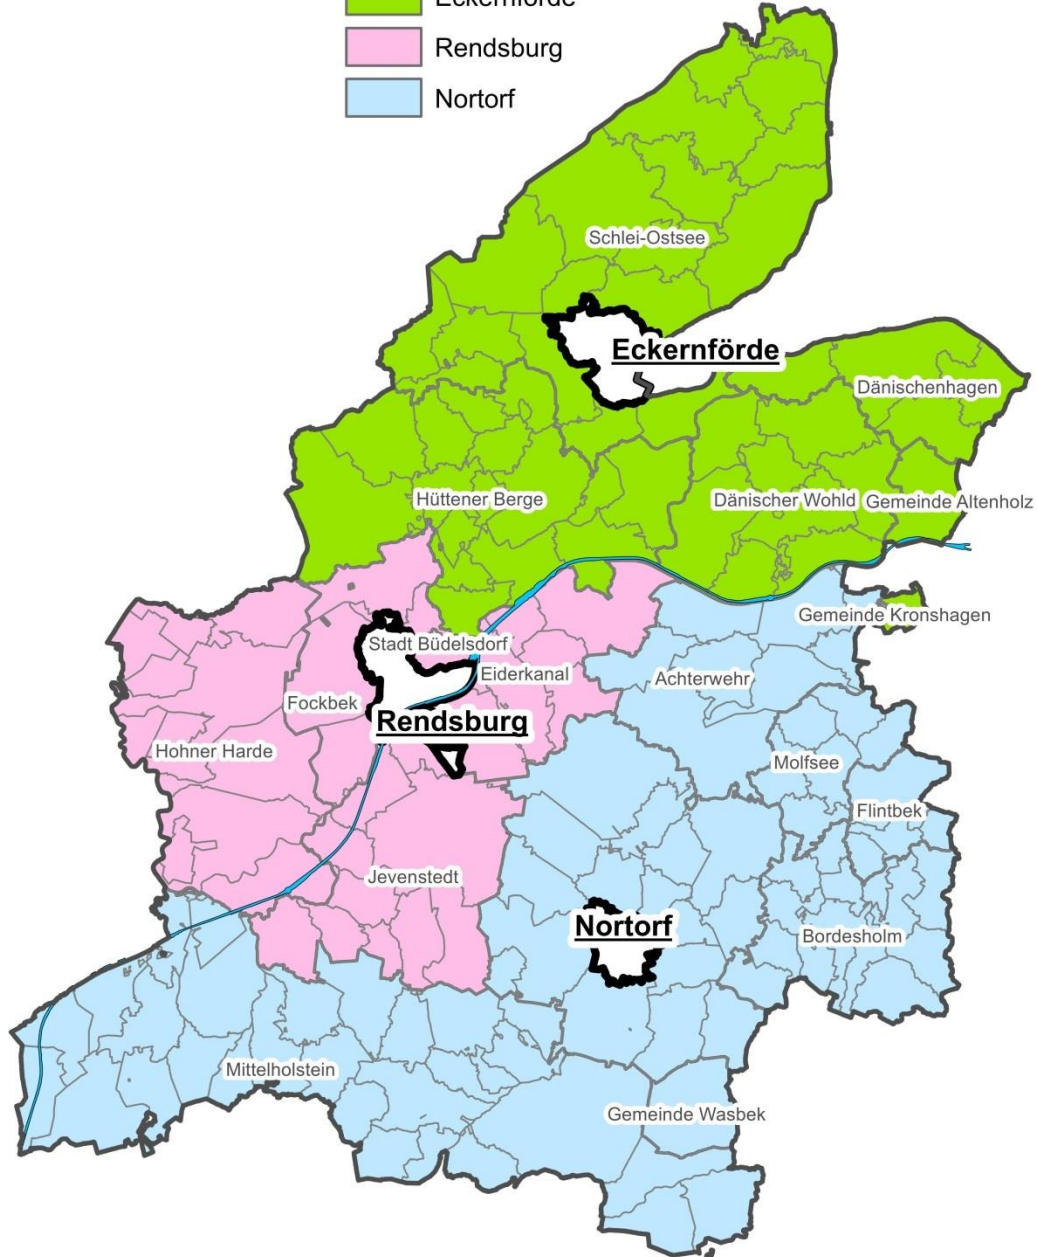 Eckernförde
Rendsburg
Nortorf
Schlei-Ostsee
Eckernförde
Dänischenhagen
Hüttener Berge
Dänischer Wohld
Gemeinde Altenholz
Gemeinde Kronshagen
Stadt Büdelsdorf
Eiderkanal
Achterwehr
Fockbek
Rendsburg
Hohner Harde
Molfsee
Flintbek
Jevenstedt
Nortorf
Bordesholm
Mittelholstein
Gemeinde Wasbek